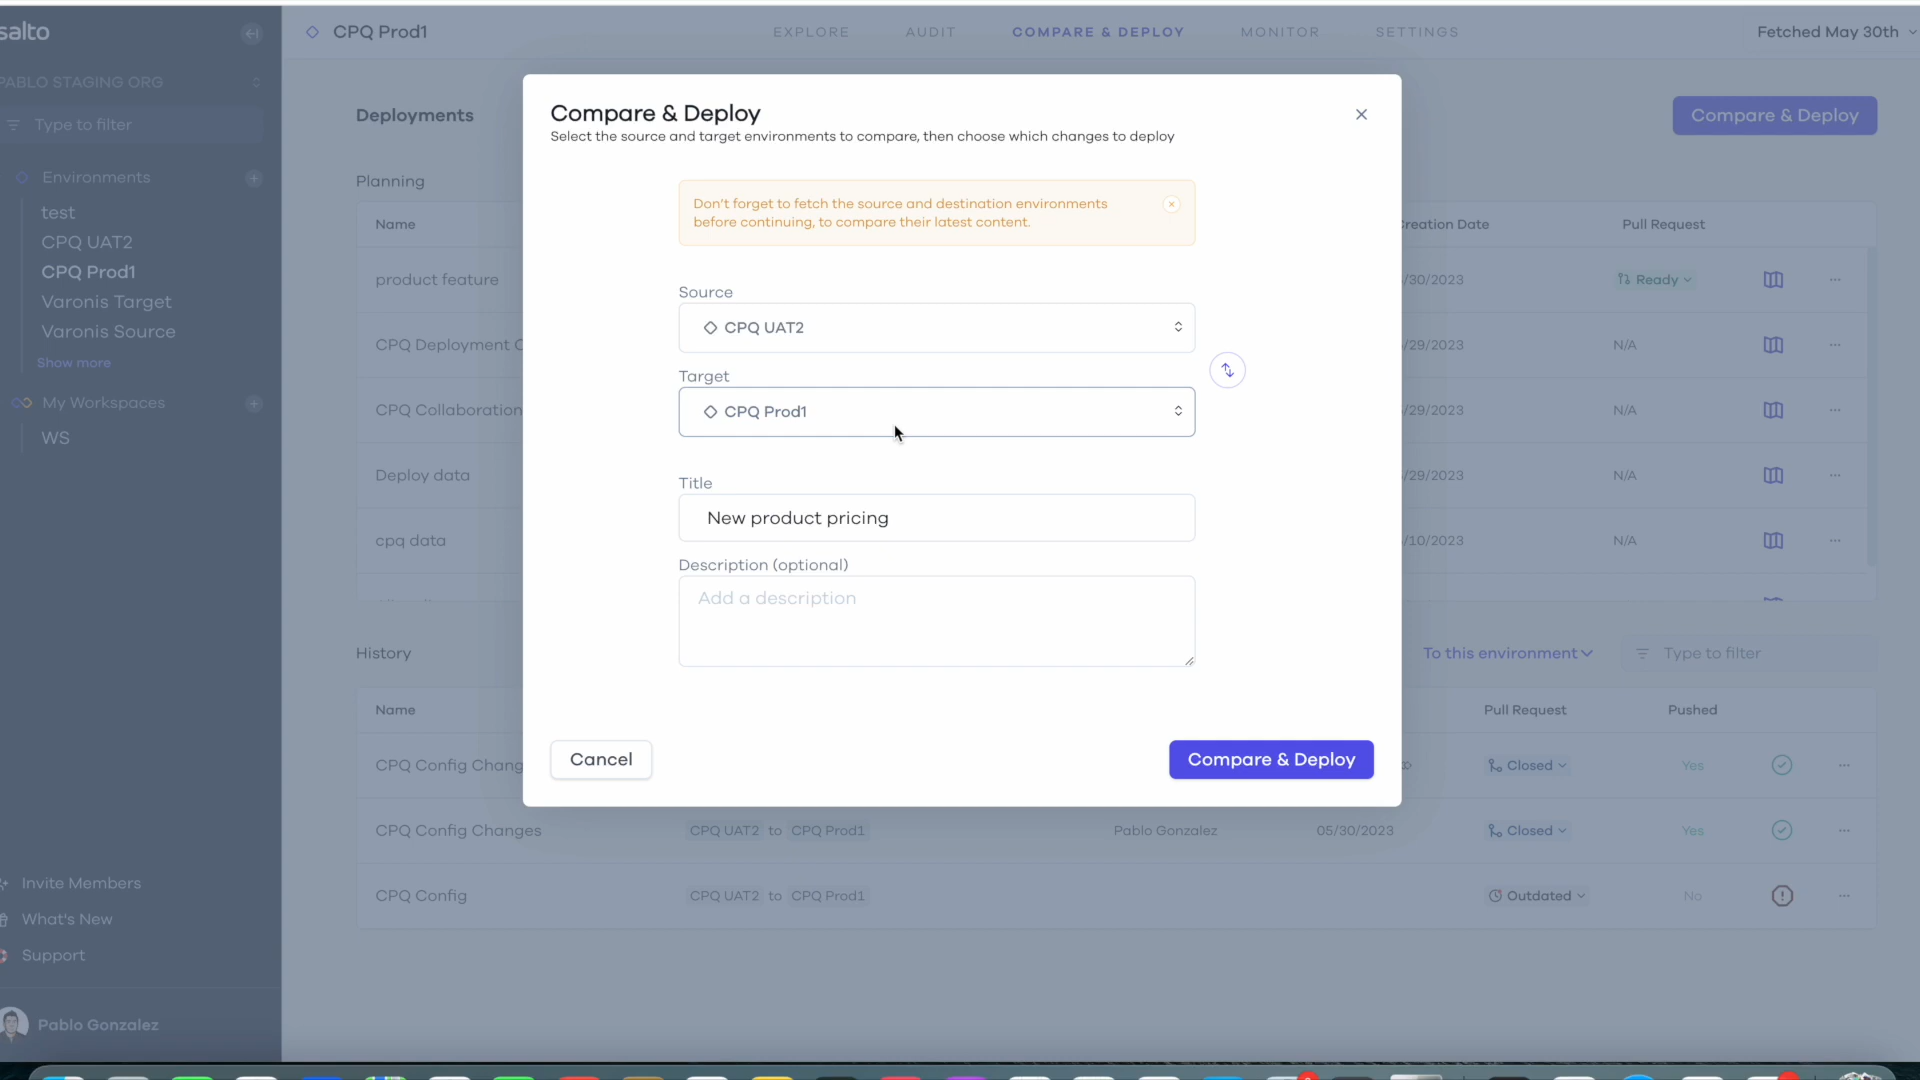 salto
CPQ Prod1
EXPLORE
AUDIT
COMPARE & DEPLOY
MONITOR
SETTINGS
Fetched May 30th
PABLO STAGING ORG
Type to filter
Environments
test
CPQ UAT2
CPQ Prod1
Varonis Target
Varonis Source
Show more
My Workspaces
WS
Invite Members
What's New
Support
Pablo Gonzalez
Deployments
Compare & Deploy
Planning
Name
Creation Date
Pull Request
product feature
/30/2023
Ready
CPQ Deployment
/29/2023
N/A
CPQ Collaboration
/29/2023
N/A
Deploy data
/29/2023
N/A
cpq data
/10/2023
N/A
Compare & Deploy
Select the source and target environments to compare, then choose which changes to deploy
Don't forget to fetch the source and destination environments
before continuing, to compare their latest content.
Source
CPQ UAT2
Target
CPQ Prod1
Title
New product pricing
Description (optional)
Add a description
Cancel
Compare & Deploy
History
To this environment
Type to filter
Name
Pull Request
Pushed
CPQ Config Chang
Closed
Yes
CPQ Config Changes
CPQ UAT2 to CPQ Prod1
Pablo Gonzalez
05/30/2023
Closed
Yes
CPQ Config
CPQ UAT2 to CPQ Prod1
Outdated
No